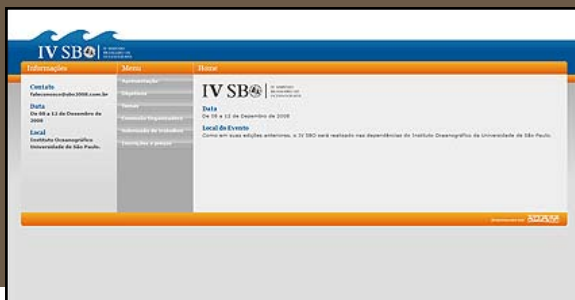 IV SBO
Informações
Contato
faleconosco@sbo2008.com.br
Data
De 08 a 12 de Dezembro de
2008
Local
Instituto Oceanográfico
Universidade de São Paulo.
Menu
Apresentação
Objetivos
Temas
Comissão Organizadora
Submissão de trabalhos
Inscrições e preços
Home
IV SBO
Data
De 08 a 12 de Dezembro de 2008
Local do Evento
Como em suas edições anteriores, o IV SBO será realizado nas dependências do Instituto Oceanográfico da Universidade de São Paulo.